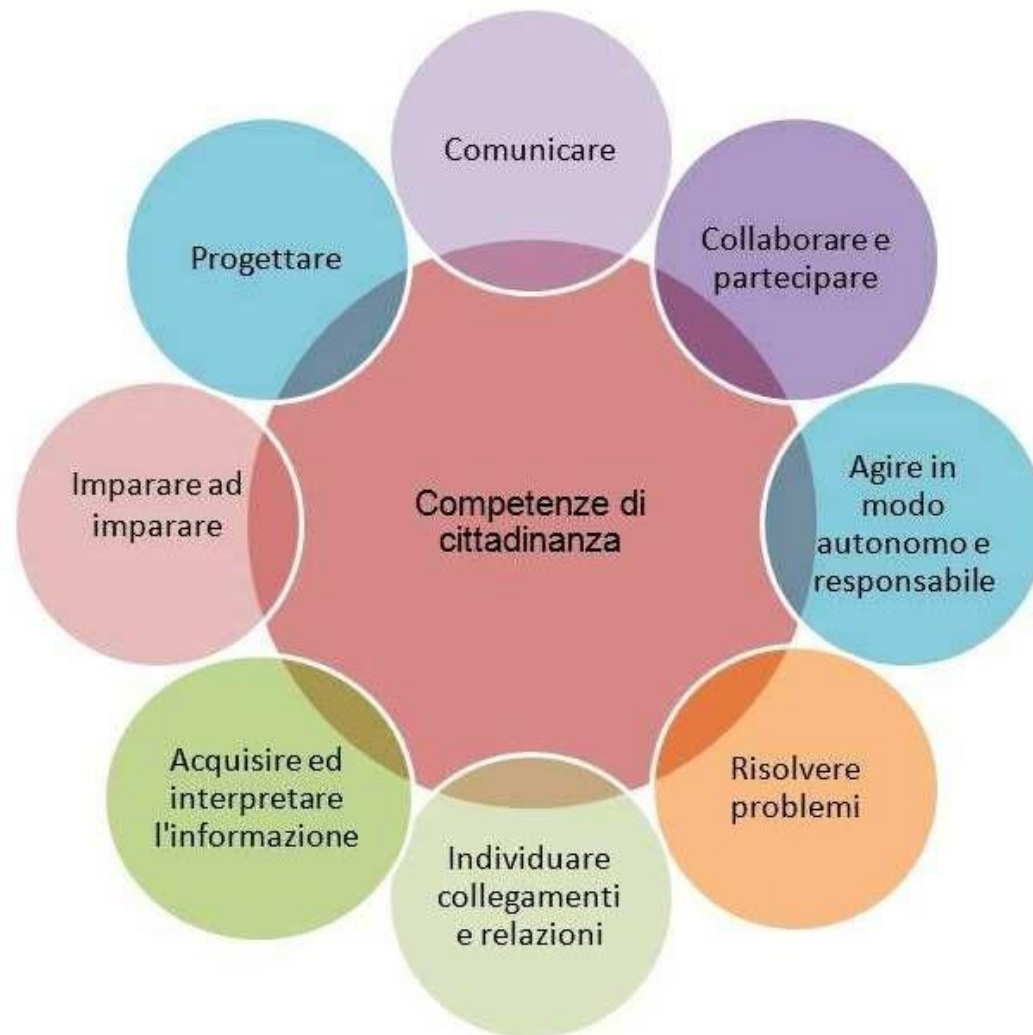 Comunicare
Collaborare e
partecipare
Agire in
modo
autonomo e
responsabile
Risolvere
problemi
Individuare
collegamenti
e relazioni
Acquisire ed
interpretare
l'informazione
Imparare ad
imparare
Progettare
Competenze di
cittadinanza